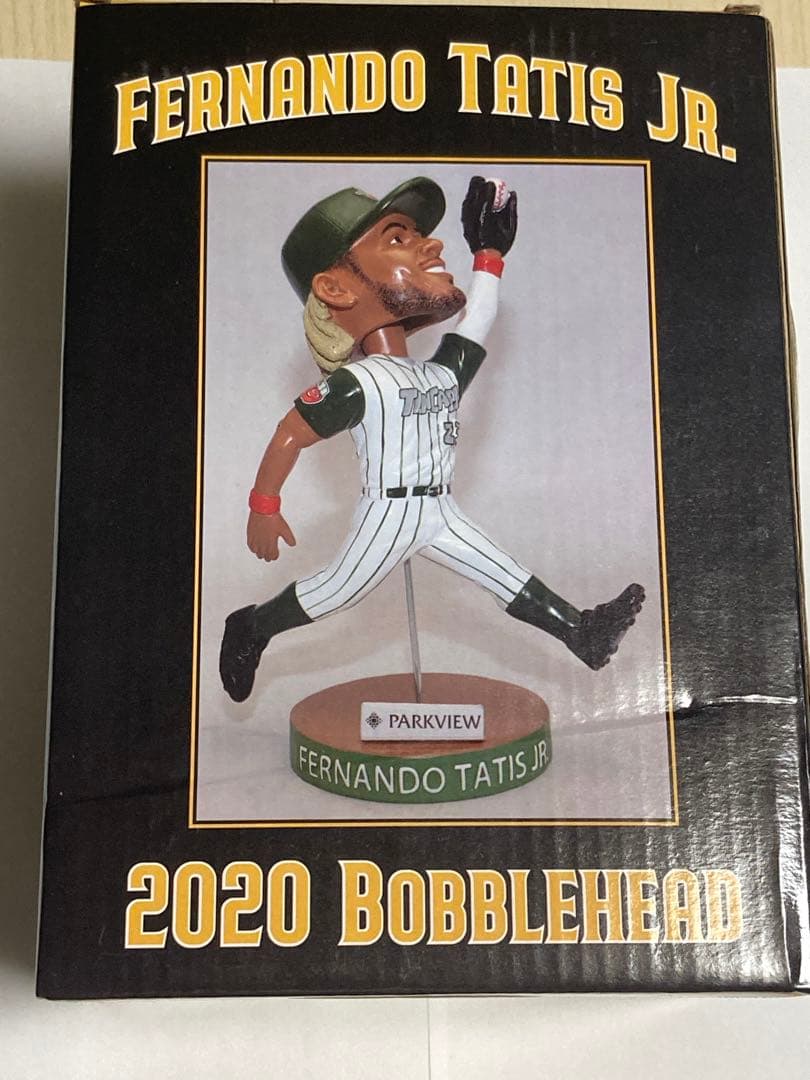 FERNANDO TATIS JR.
PARKVIEW
FERNANDO TATIS JR.
2020 BOBBLEHEAD